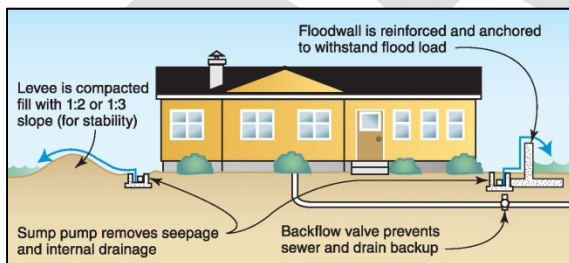 Floodwall is reinforced and anchored
to withstand flood load
Levee is compacted
fill with 1:2 or 1:3
slope (for stability)
Sump pump removes seepage
and internal drainage
Backflow valve prevents
sewer and drain backup